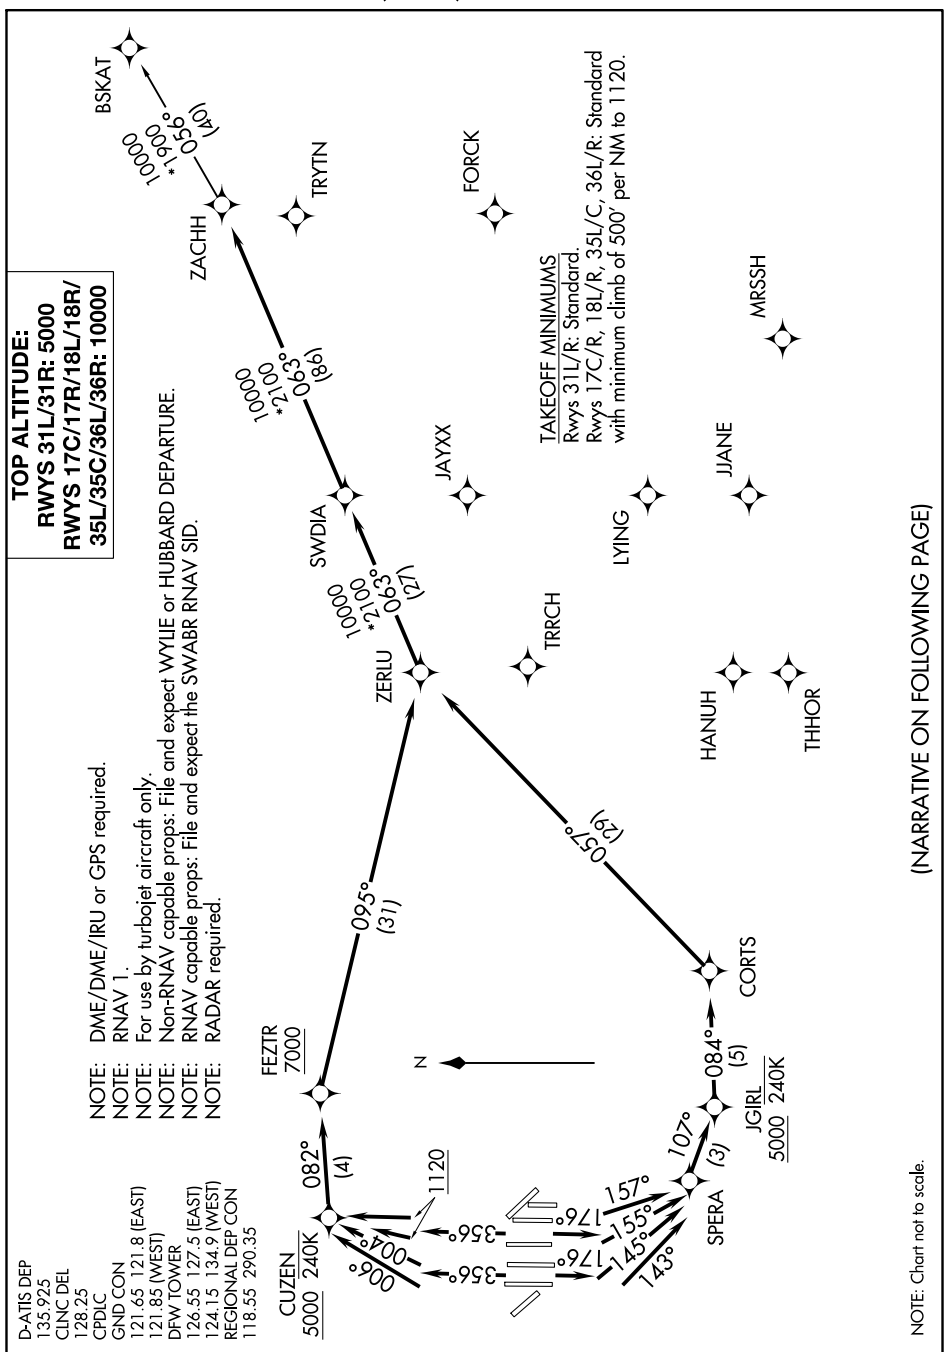 TOP ALTITUDE:
RWYS 31L/31R: 5000
RWYS 17C/17R/18L/18R/
35L/35C/36L/36R: 10000
D-ATIS DEP
135.925
CLNC DEL
128.25
CPDLC
GND CON
121.65 121.8 (EAST)
121.85 (WEST)
DFW TOWER
126.55 127.5 (EAST)
124.15 134.9 (WEST)
REGIONAL DEP CON
118.55 290.35
NOTE: DME/DME/IRU or GPS required.
NOTE: RNAV 1.
NOTE: For use by turbojet aircraft only.
NOTE: Non-RNAV capable props: File and expect WYLIE or HUBBARD DEPARTURE.
NOTE: RNAV capable props: File and expect the SWABR RNAV SID.
NOTE: RADAR required.
BSKAT
10000
*1900
056°
(40)
ZACHH
TRYTN
FORCK
10000
*2100
063°
(86)
SWDIA
JAYXX
10000
*2100
063°
(27)
ZERLU
TRRCH
TAKEOFF MINIMUMS
Rwys 31L/R: Standard.
Rwys 17C/R, 18L/R, 35L/C, 36L/R: Standard
with minimum climb of 500' per NM to 1120.
MRSSH
LYING
JJANE
HANUH
THHOR
095°
(31)
057°
(29)
FEZTR
7000
N
CORTS
082°
(4)
CUZEN
5000 240K
1120
006°
004°
356°
356°
176°
176°
157°
155°
145°
143°
SPERA
107°
(3)
JGIRL
5000 240K
084°
(5)
NOTE: Chart not to scale.
(NARRATIVE ON FOLLOWING PAGE)